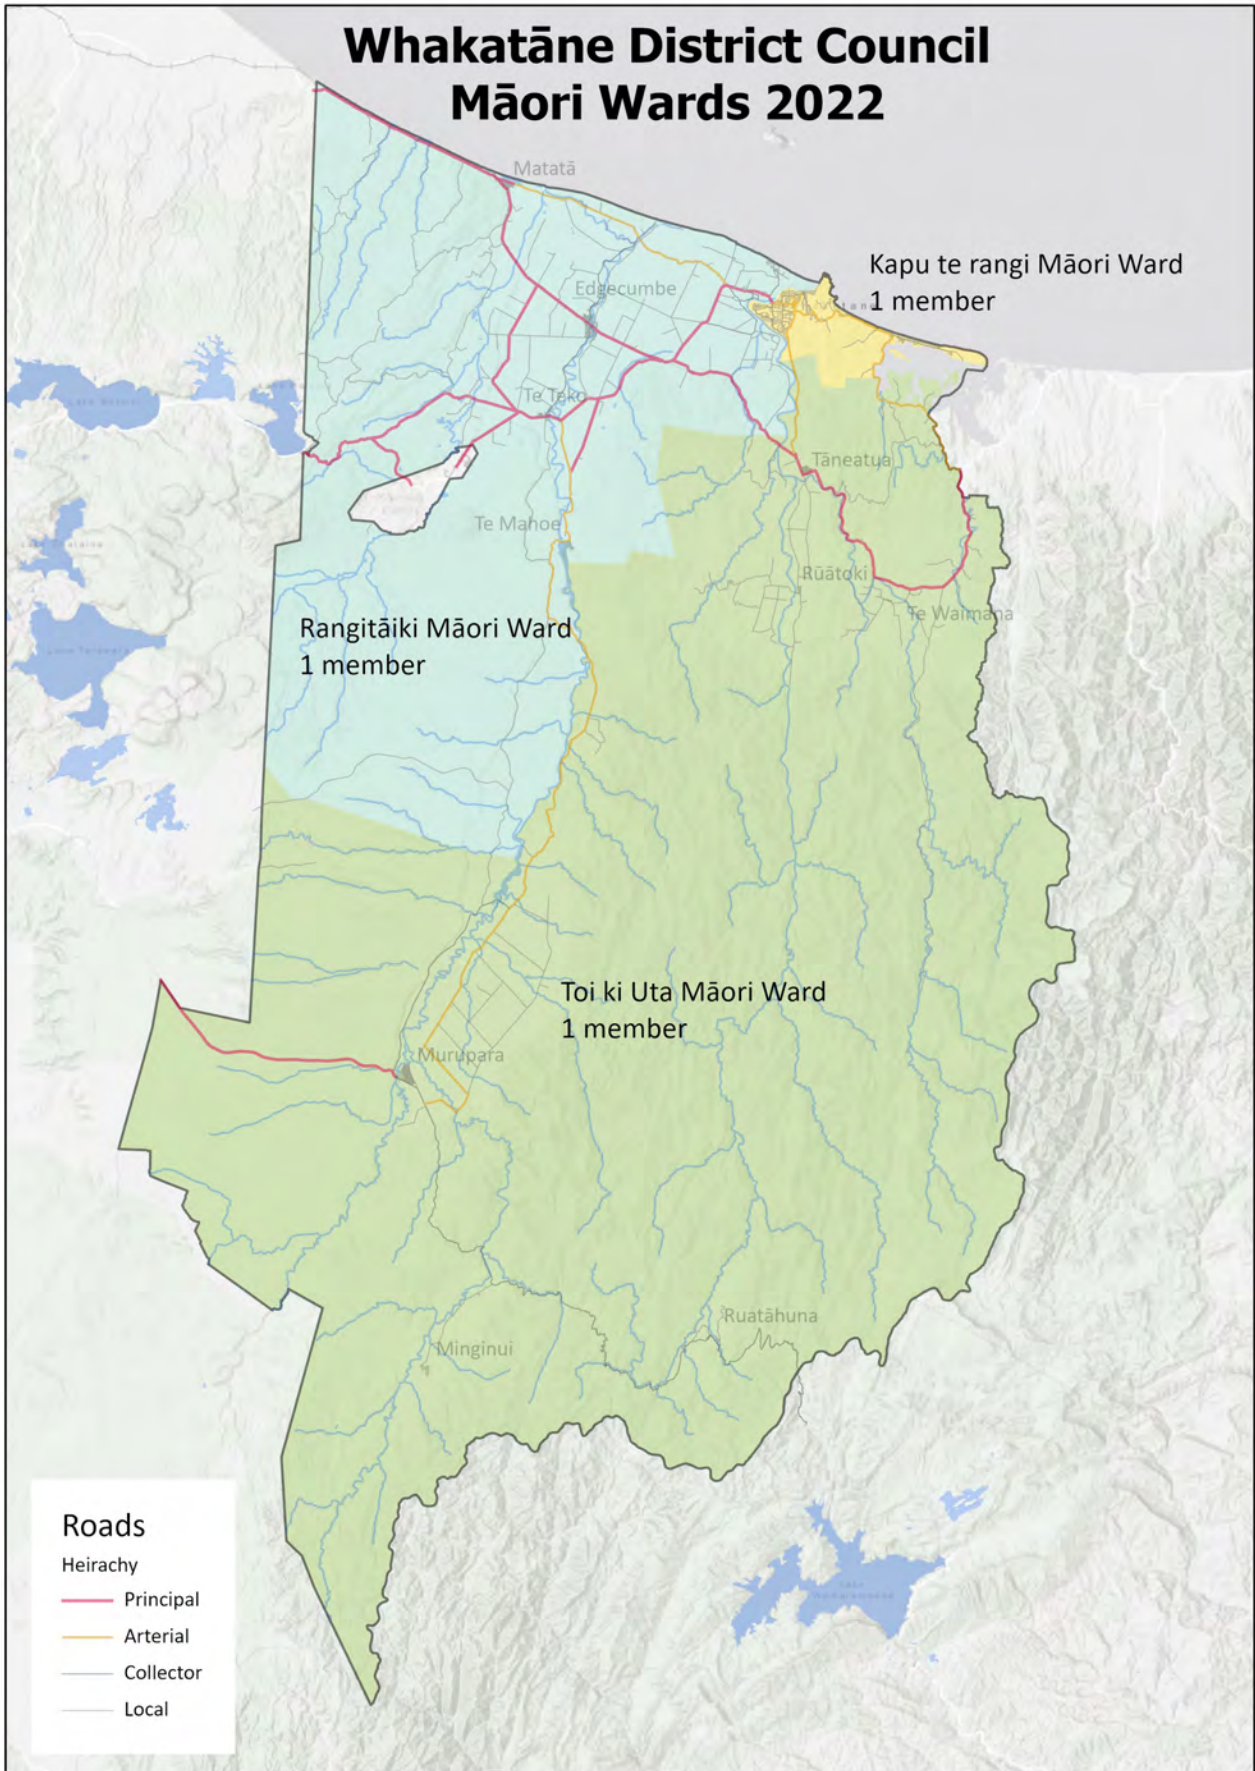 Whakatāne District Council
Māori Wards 2022
Matatā
Kapu te rangi Māori Ward
1 member
Edgecumbe
Te Teko
Tāneatua
Te Mahoe
Rūātoki
Te Waimana
Rangitāiki Māori Ward
1 member
Toi ki Uta Māori Ward
1 member
Murupara
Ruatāhuna
Minginui
Roads
Heirachy
Principal
Arterial
Collector
Local